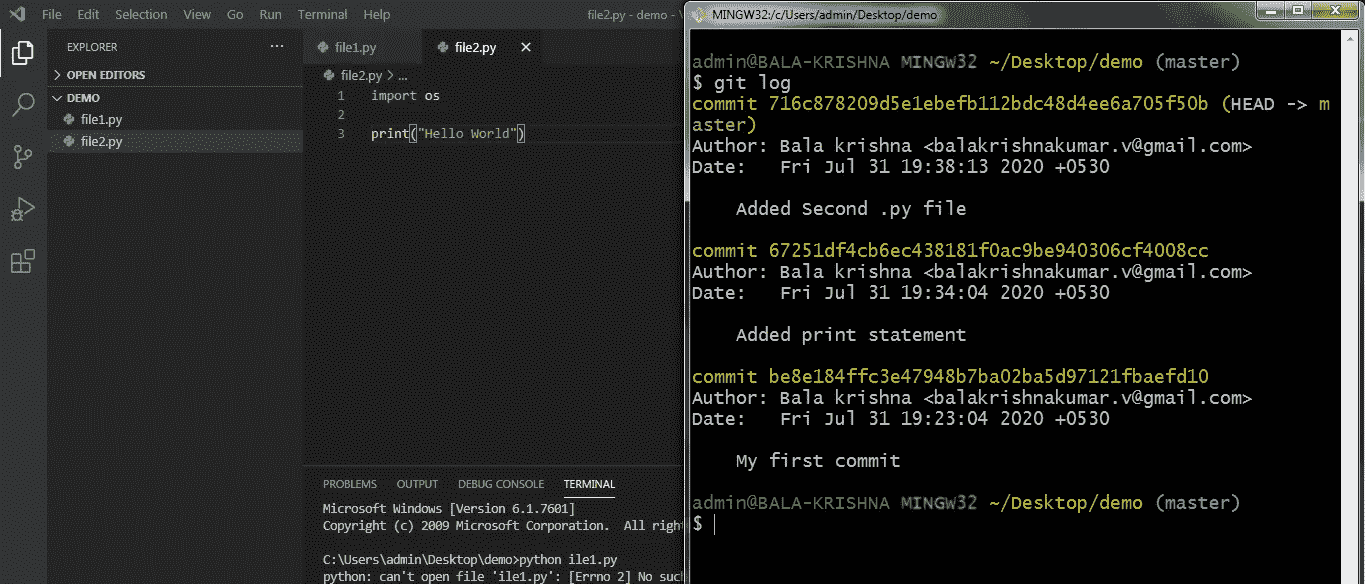 File Edit Selection View Go Run Terminal Help file2.py - demo - V
EXPLORER ...
OPEN EDITORS
DEMO
file1.py
file2.py
file1.py file2.py
file2.py > ...
1 import os
2
3 print("Hello World")
PROBLEMS OUTPUT DEBUG CONSOLE TERMINAL
Microsoft Windows [Version 6.1.7601]
Copyright (c) 2009 Microsoft Corporation. All righ
C:\Users\admin\Desktop\demo>python ile1.py
python: can't open file 'ile1.py': [Errno 2] No suc
MINGW32:/c/Users/admin/Desktop/demo
admin@BALA-KRISHNA MINGW32 ~/Desktop/demo (master)
$ git log
commit 716c878209d5e1ebefb112bdc48d4ee6a705f50b (HEAD -> m
aster)
Author: Bala krishna <balakrishnakumar.v@gmail.com>
Date: Fri Jul 31 19:38:13 2020 +0530
Added Second .py file
commit 67251df4cb6ec438181f0ac9be940306cf4008cc
Author: Bala krishna <balakrishnakumar.v@gmail.com>
Date: Fri Jul 31 19:34:04 2020 +0530
Added print statement
commit be8e184ffc3e47948b7ba02ba5d97121fbaefd10
Author: Bala krishna <balakrishnakumar.v@gmail.com>
Date: Fri Jul 31 19:23:04 2020 +0530
My first commit
admin@BALA-KRISHNA MINGW32 ~/Desktop/demo (master)
$